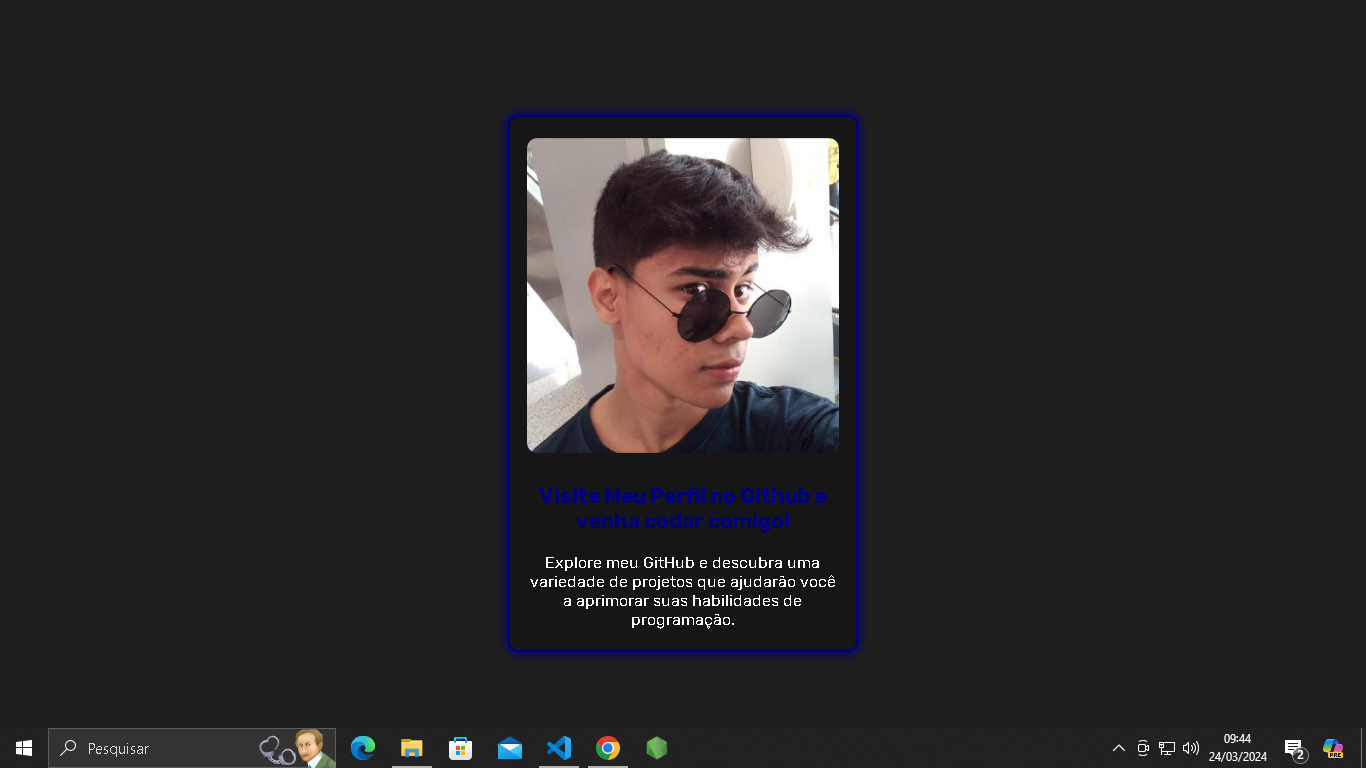 Visite Meu Perfil no Github e
venha codar comigo!
Explore meu GitHub e descubra uma
variedade de projetos que ajudarão você
a aprimorar suas habilidades de
programação.
Pesquisar
09:44
24/03/2024
2
PRE